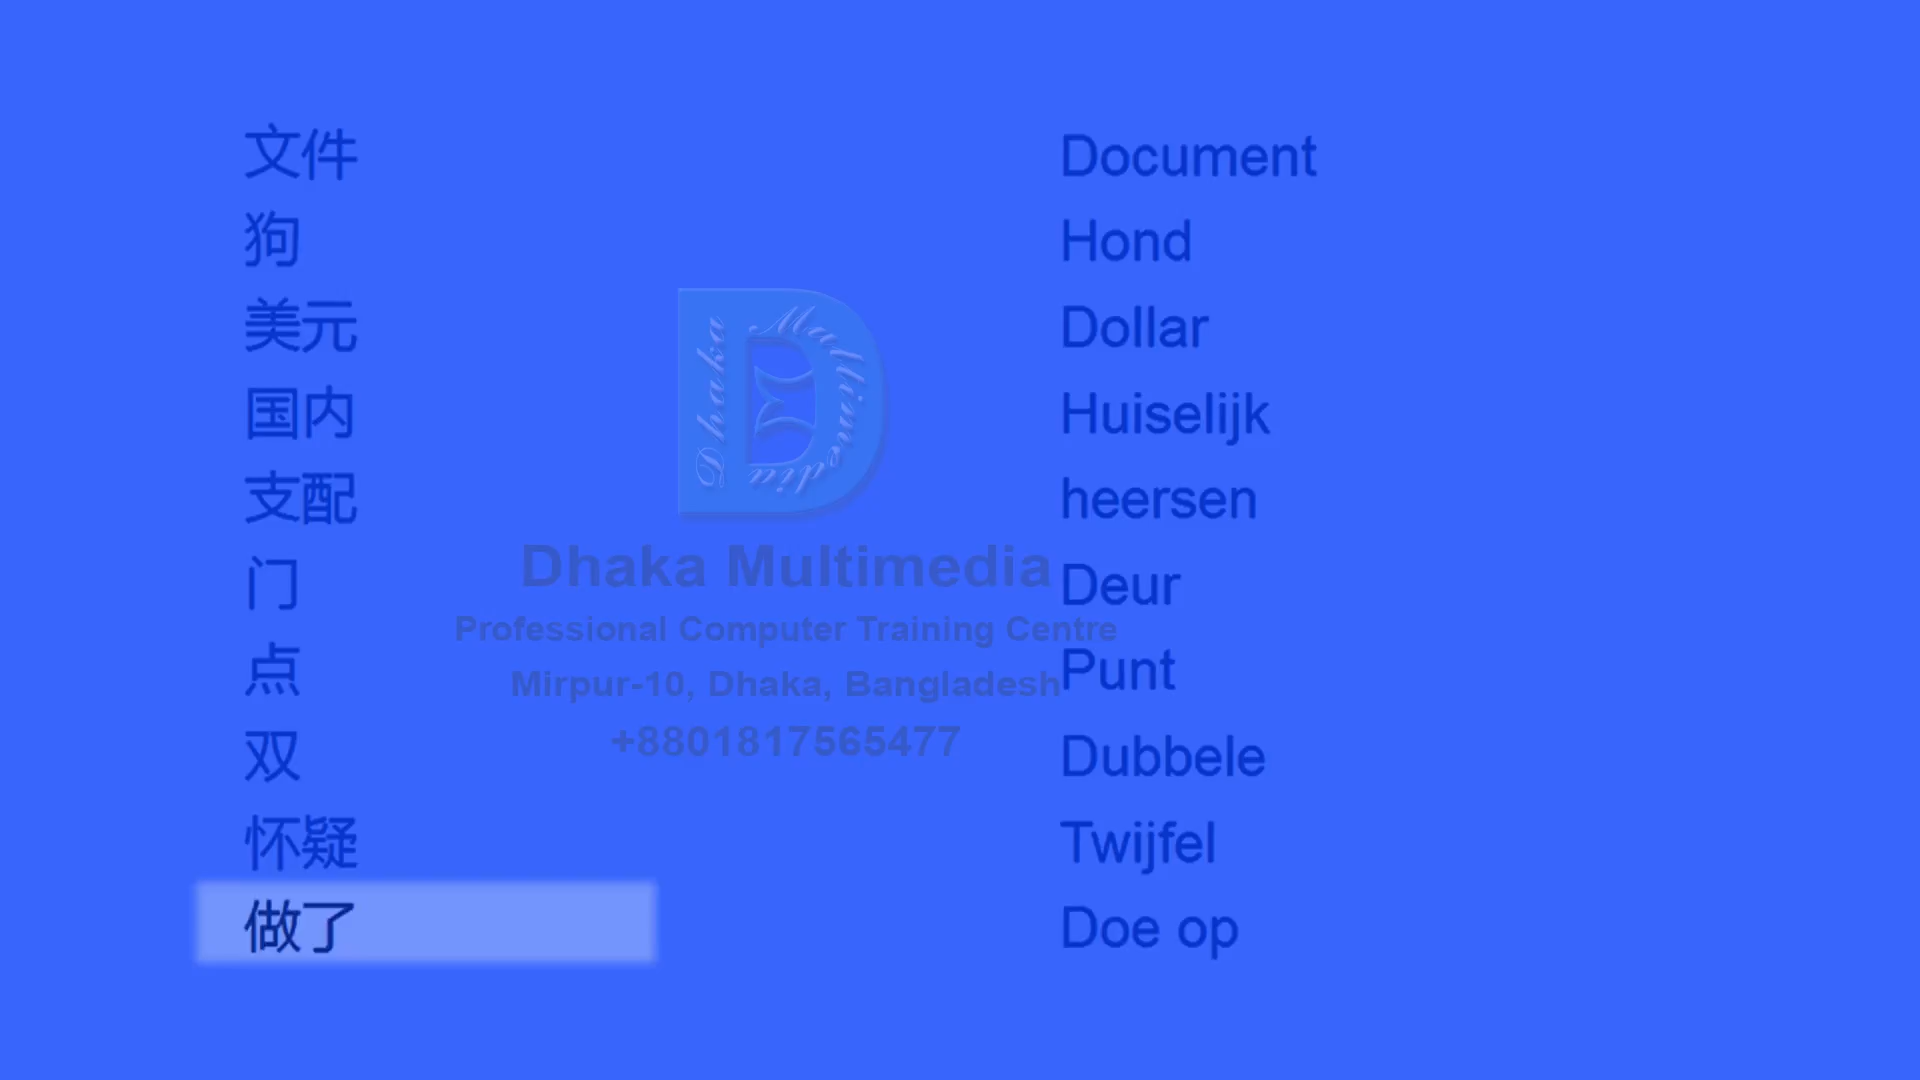 文件 Document
狗 Hond
美元 Dollar
国内 Huiselijk
支配 heersen
门 Deur
点 Punt
双 Dubbele
怀疑 Twijfel
做了 Doe op
Dhaka Multimedia
Dhaka Multimedia
Professional Computer Training Centre
Mirpur-10, Dhaka, Bangladesh
+8801817565477